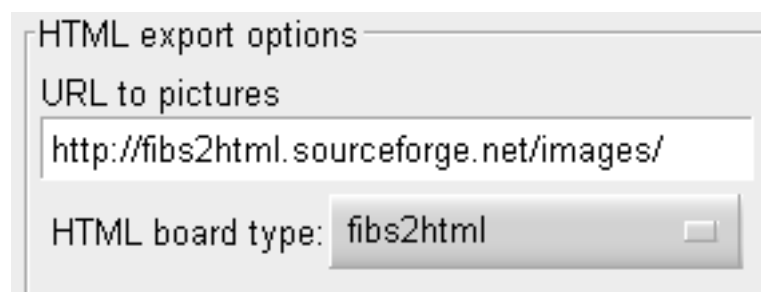 HTML export options
URL to pictures
http://fibs2html.sourceforge.net/images/
HTML board type: fibs2html